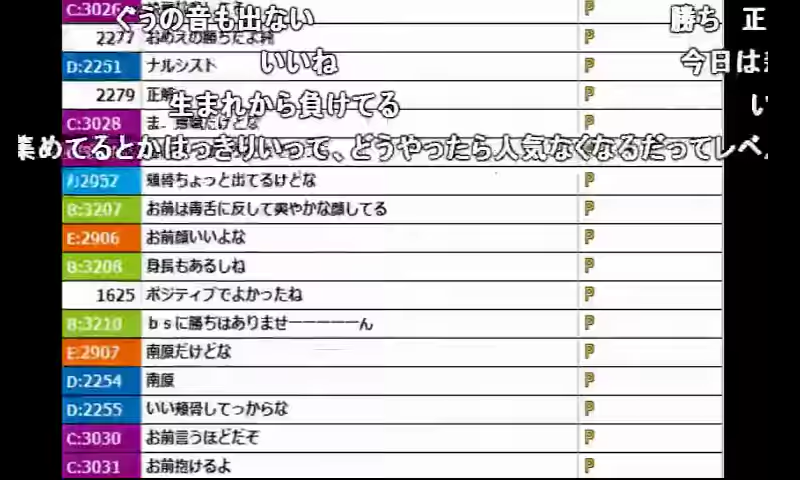 C:3026
ぐぅの音も出ない
勝ち 正
P
2277 おめえの勝ちだよ
P
D:2251 ナルシスト
いいね
今日は
P
2279 正解
生まれから負けてる
い
P
C:3028 ま
だけどな
P
集めてるとかはっきりいって、どうやったら人気なくなるだってレベ
2952 頬骨ちょっと出てるけどな
P
B:3207 お前は毒舌に反して爽やかな顔してる
P
E:2906 お前顔いいよな
P
B:3208 身長もあるしね
P
1625 ポジティブでよかったね
P
B:3210 ｂｓに勝ちはありませーーーーーん
P
E:2907 南原だけどな
P
D:2254 南原
P
D:2255 いい頬骨してっからな
P
C:3030 お前言うほどだぞ
P
C:3031 お前抱けるよ
P